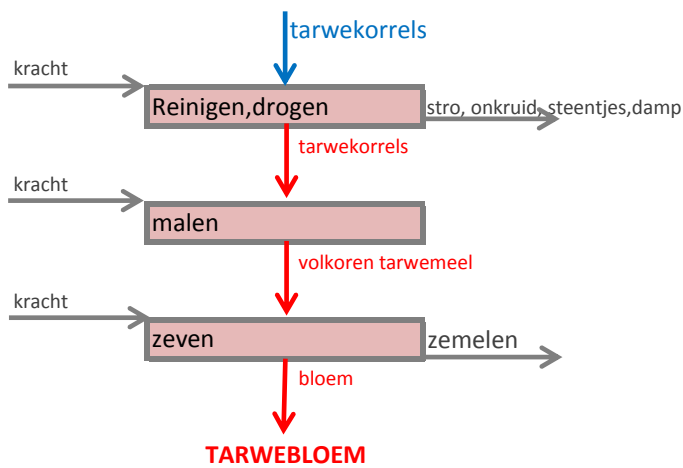 tarwekorrels
kracht
Reinigen,drogen
stro, onkruid, steentjes,damp
tarwekorrels
kracht
malen
volkoren tarwemeel
kracht
zeven
zemelen
bloem
TARWEBLOEM